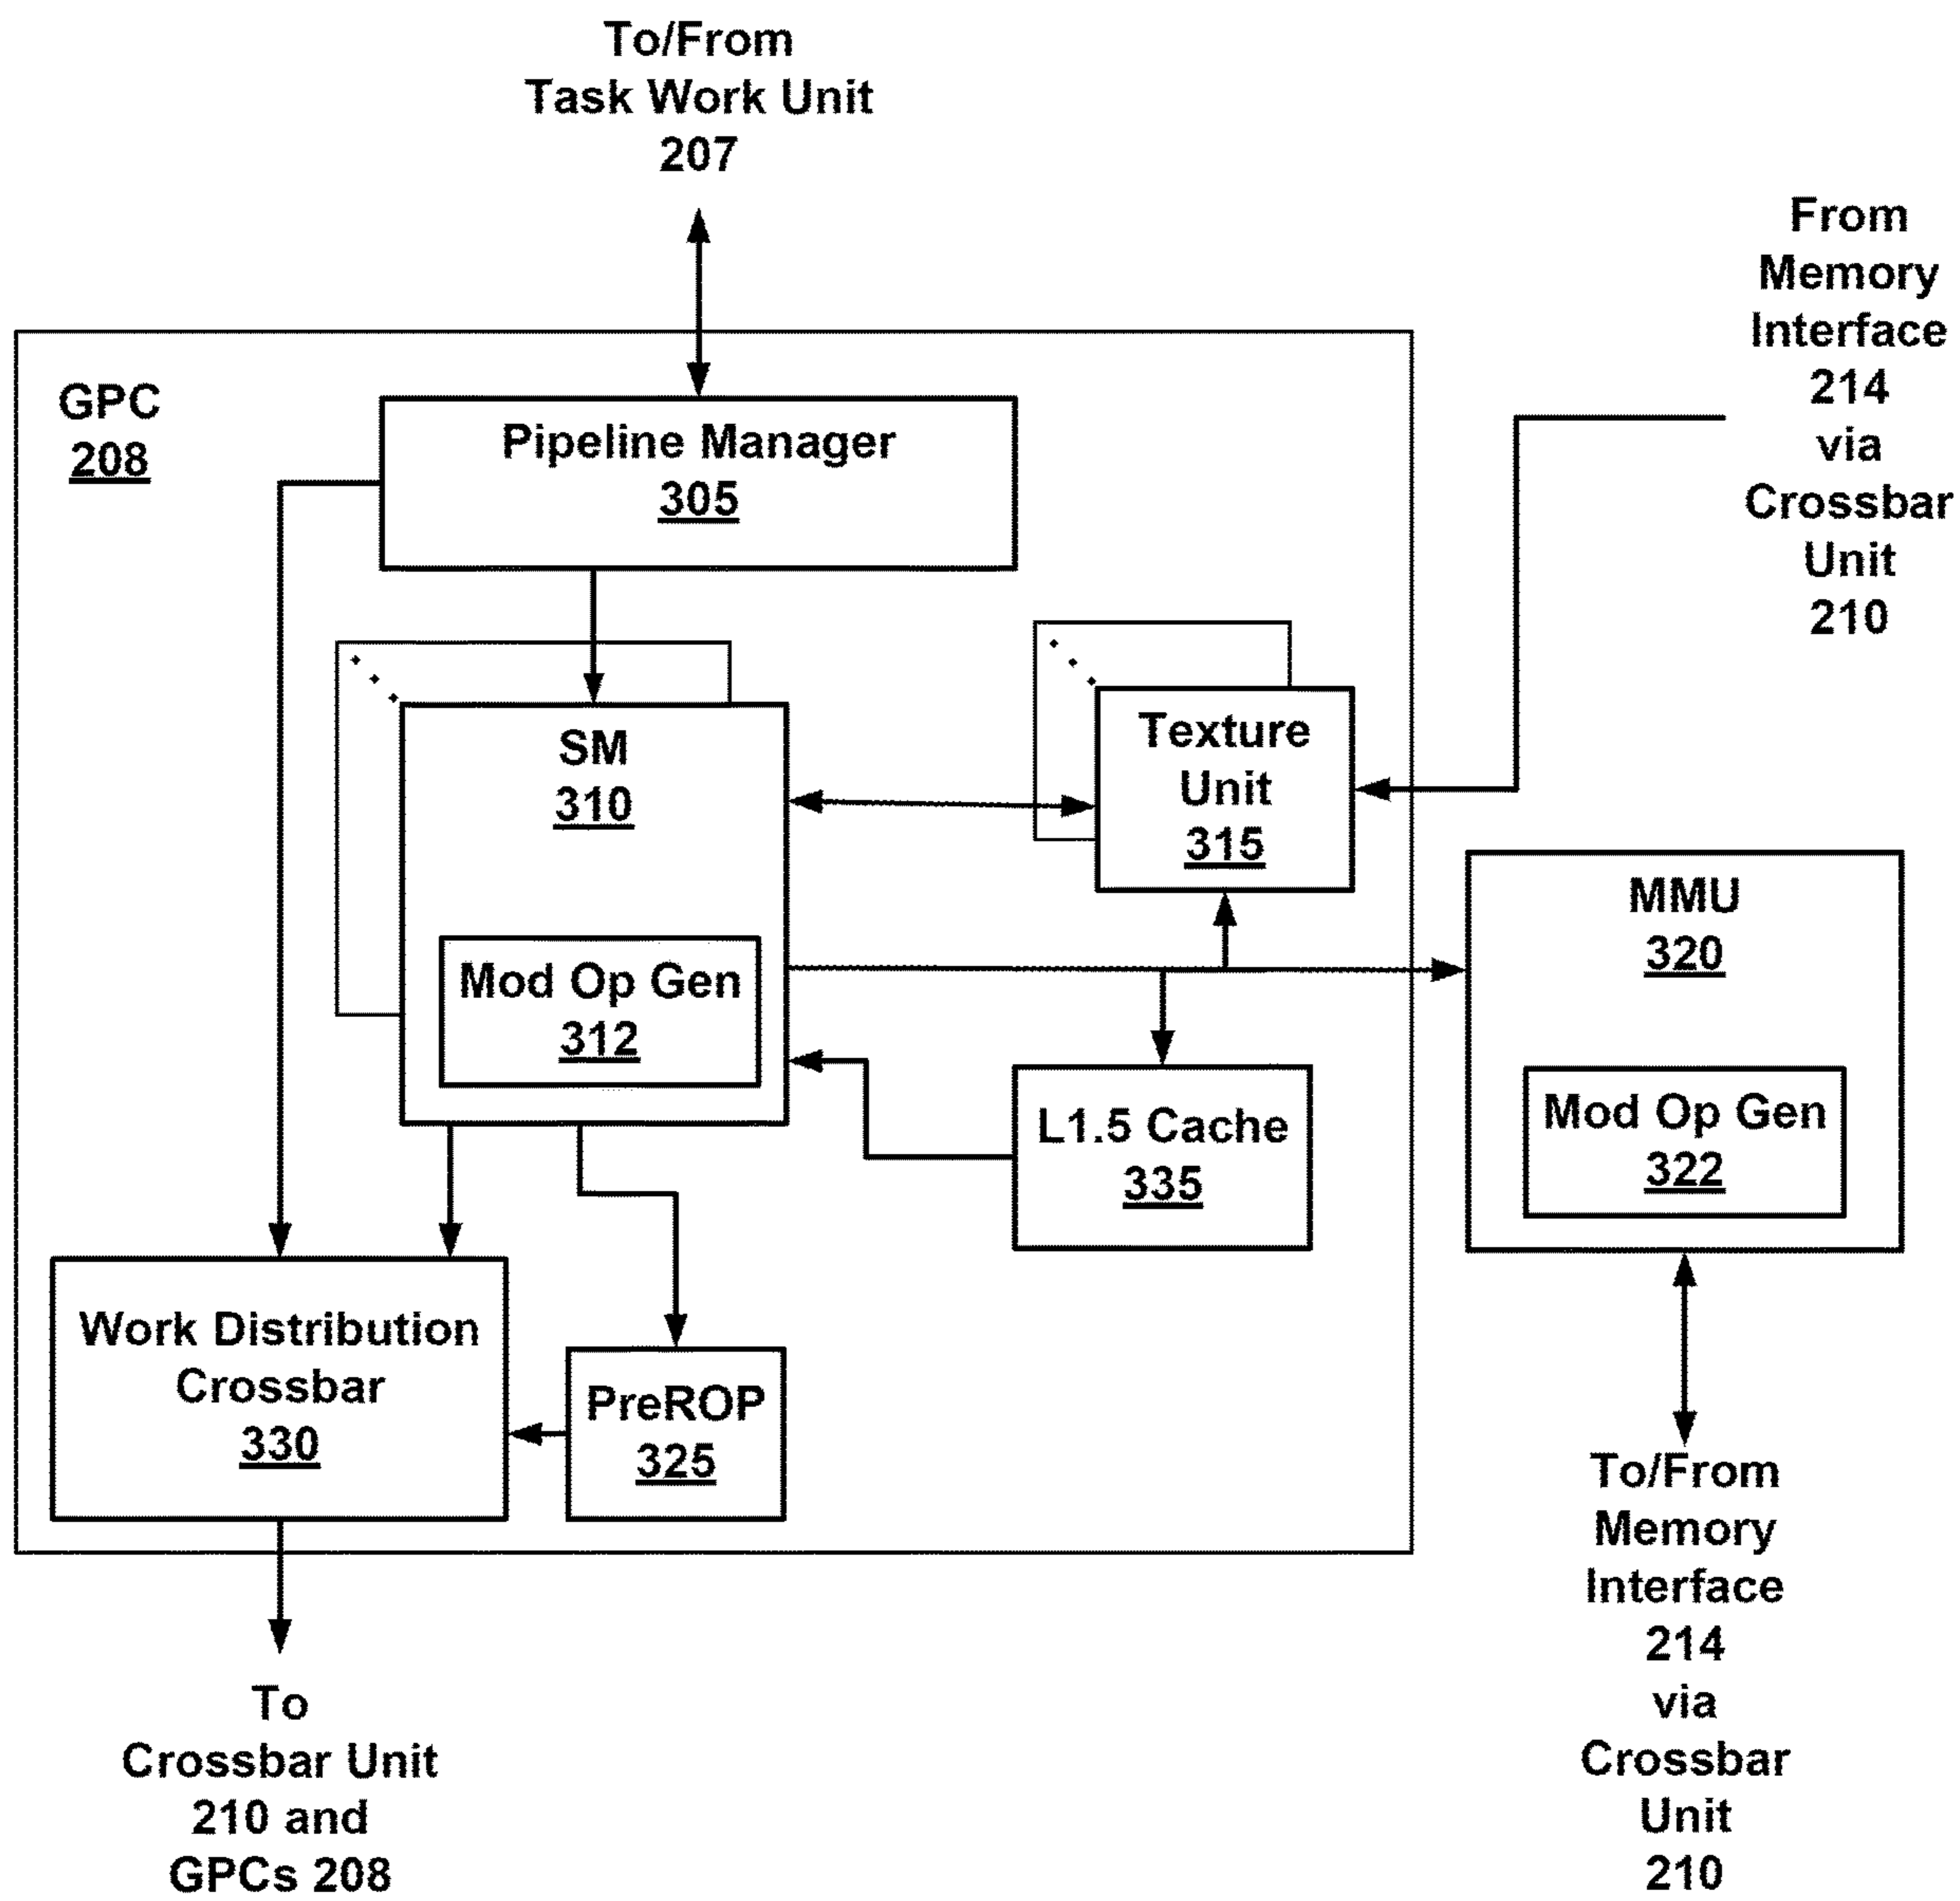 To/From
Task Work Unit
207
From
Memory
Interface
214
via
Crossbar
Unit
210
GPC
208
Pipeline Manager
305
SM
310
Mod Op Gen
312
Texture
Unit
315
MMU
320
Mod Op Gen
322
L1.5 Cache
335
Work Distribution
Crossbar
330
PreROP
325
To
Crossbar Unit
210 and
GPCs 208
To/From
Memory
Interface
214
via
Crossbar
Unit
210